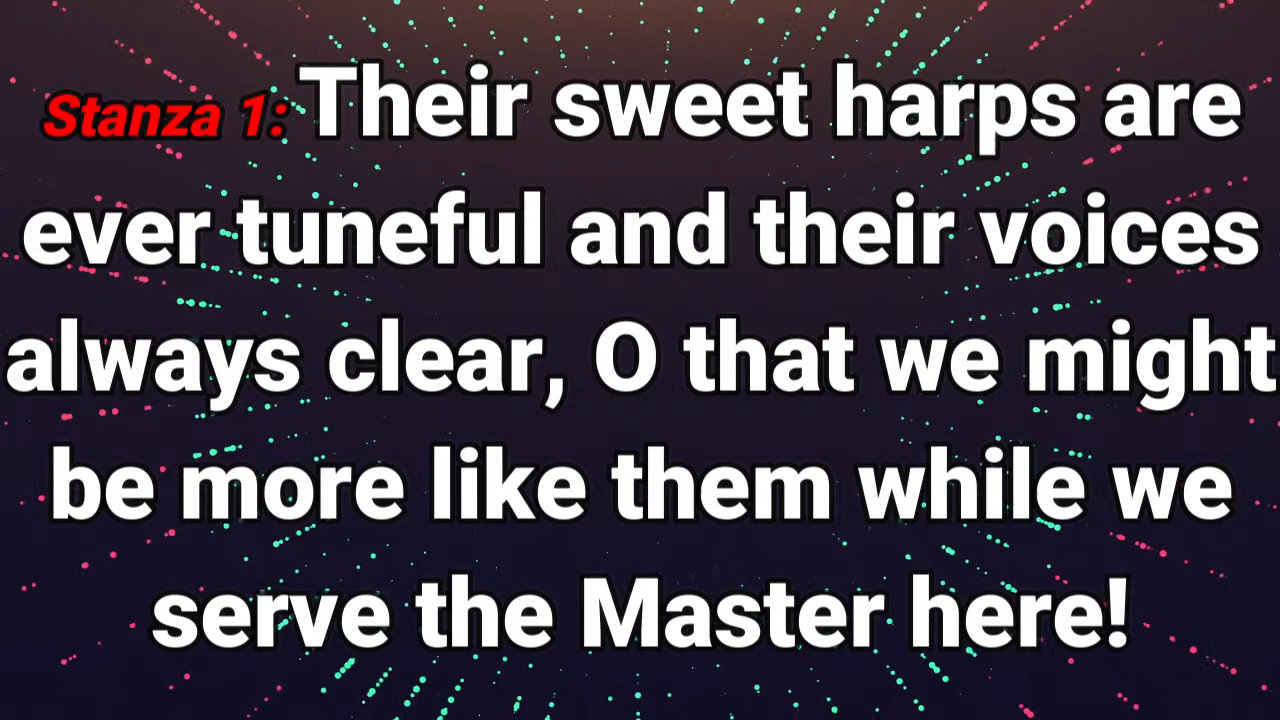 Stanza 1: Their sweet harps are
ever tuneful and their voices
always clear, O that we might
be more like them while we
serve the Master here!